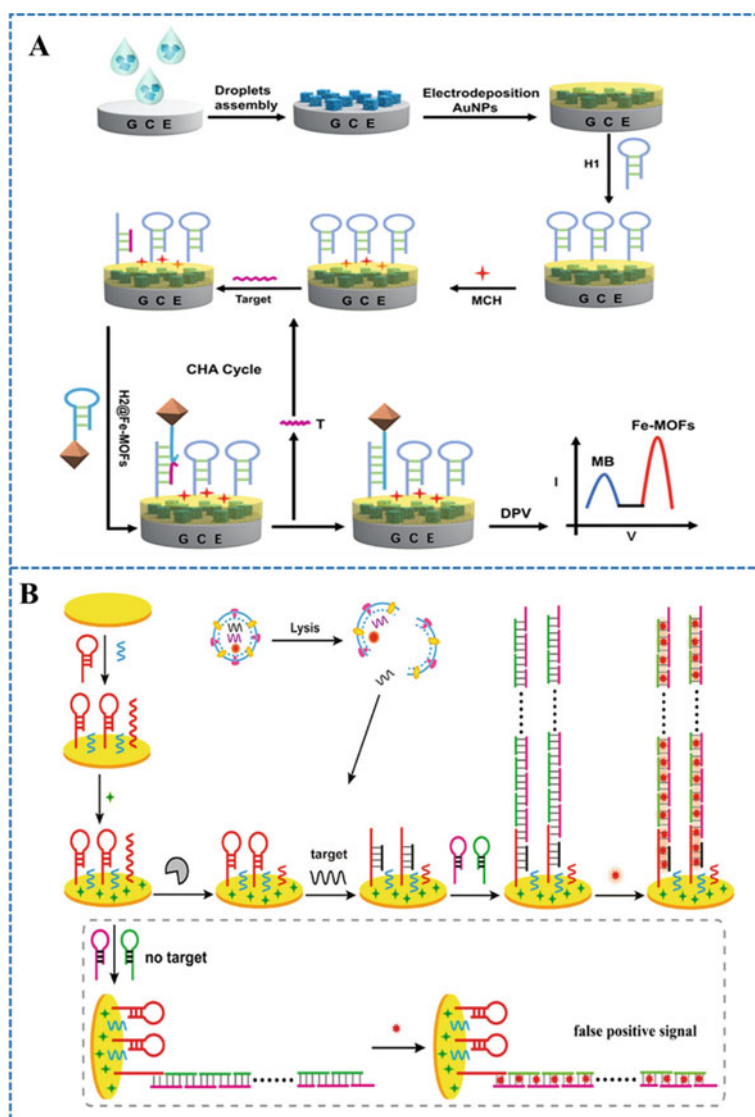 A
Droplets
assembly
Electrodeposition
AuNPs
G C E
G C E
G C E
H1
G C E
G C E
G C E
Target
MCH
CHA Cycle
H2@Fe-MOFs
T
G C E
G C E
DPV
Fe-MOFs
MB
I
V
B
Lysis
target
no target
false positive signal